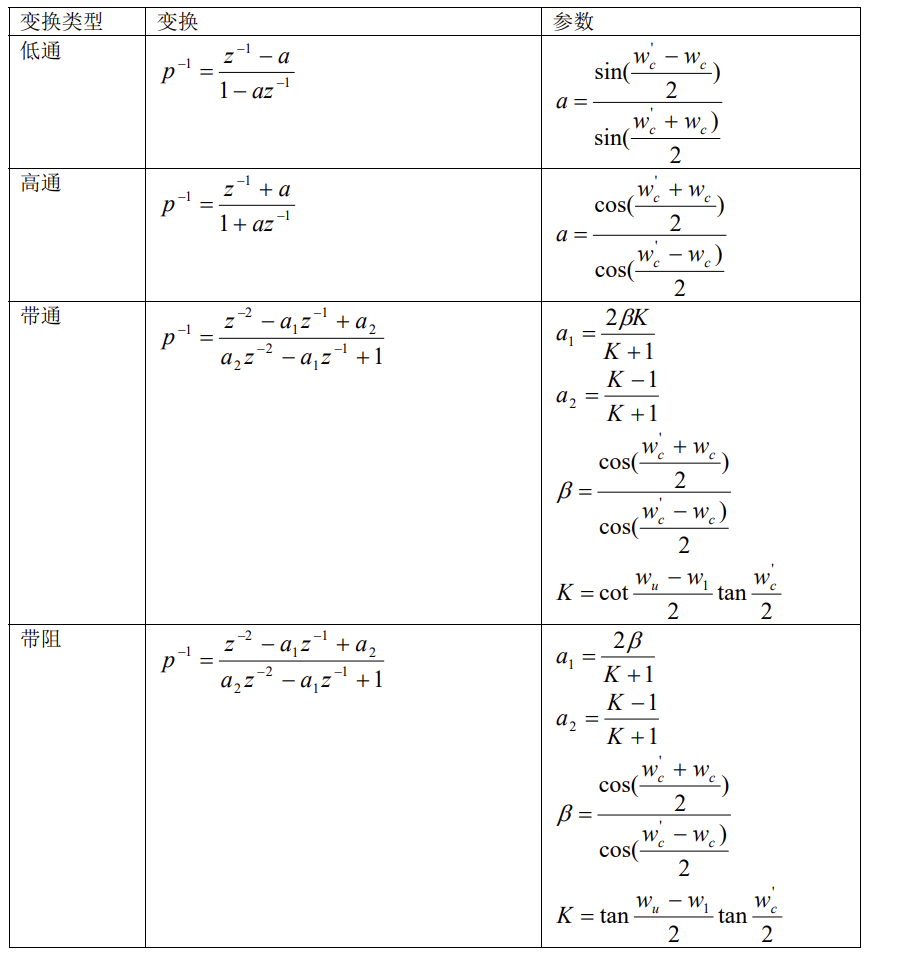 变换类型 变换 参数
低通 p^{-1} = \frac{z^{-1} - a}{1 - az^{-1}} a = \frac{\sin(\frac{w_c^{'} - w_c}{2})}{\sin(\frac{w_c^{'} + w_c)}{2}}
高通 p^{-1} = \frac{z^{-1} + a}{1 + az^{-1}} a = \frac{\cos(\frac{w_c^{'} + w_c}{2})}{\cos(\frac{w_c^{'} - w_c)}{2}}
带通 p^{-1} = \frac{z^{-2} - a_1z^{-1} + a_2}{a_2z^{-2} - a_1z^{-1} + 1} a_1 = \frac{2\beta K}{K + 1}
a_2 = \frac{K - 1}{K + 1}
\beta = \frac{\cos(\frac{w_c^{'} + w_c}{2})}{\cos(\frac{w_c^{'} - w_c)}{2}}
K = \cot\frac{w_u - w_1}{2}\tan\frac{w_c^{'}}{2}
带阻 p^{-1} = \frac{z^{-2} - a_1z^{-1} + a_2}{a_2z^{-2} - a_1z^{-1} + 1} a_1 = \frac{2\beta}{K + 1}
a_2 = \frac{K - 1}{K + 1}
\beta = \frac{\cos(\frac{w_c^{'} + w_c}{2})}{\cos(\frac{w_c^{'} - w_c)}{2}}
K = \tan\frac{w_u - w_1}{2}\tan\frac{w_c^{'}}{2}